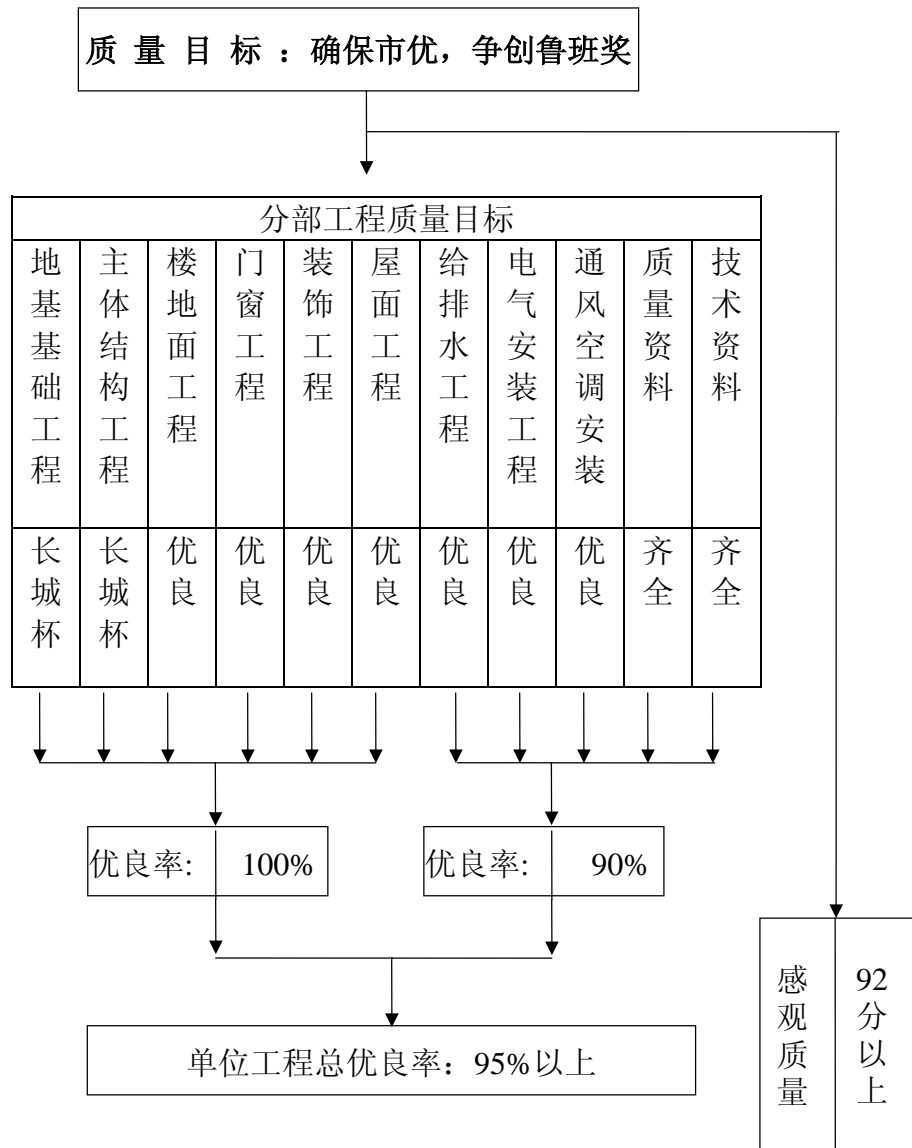 质 量 目 标 ：确保市优，争创鲁班奖
分部工程质量目标
地基基础工程
主体结构工程
楼地面工程
门窗工程
装饰工程
屋面工程
给排水工程
电气安装工程
通风空调安装
质量资料
技术资料
长城杯
长城杯
优良
优良
优良
优良
优良
优良
优良
齐全
齐全
优良率: 100%
优良率: 90%
单位工程总优良率：95%以上
感观质量
92分以上